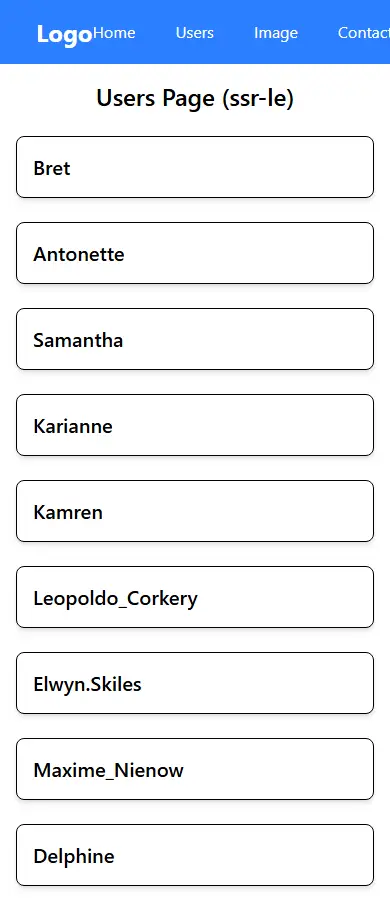 Logo Home Users Image Contact
Users Page (ssr-le)
Bret
Antonette
Samantha
Karianne
Kamren
Leopoldo_Corkery
Elwyn.Skiles
Maxime_Nienow
Delphine